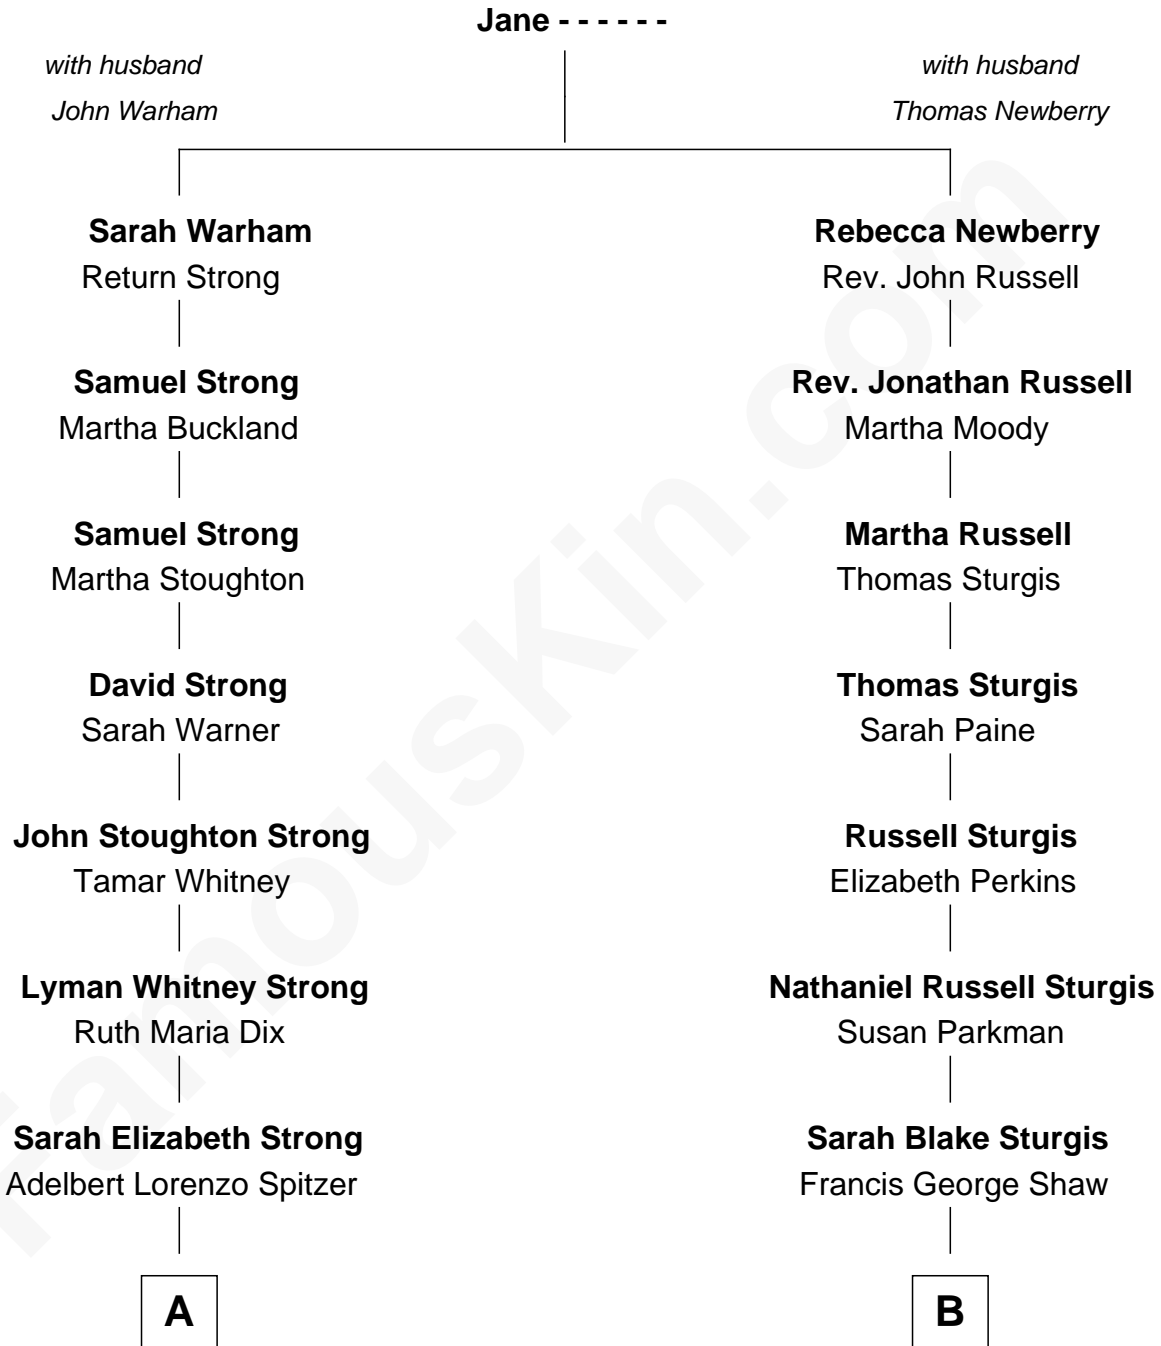 Jane - - - - - -
with husband
John Warham
with husband
Thomas Newberry
Sarah Warham
Return Strong
Rebecca Newberry
Rev. John Russell
Samuel Strong
Martha Buckland
Rev. Jonathan Russell
Martha Moody
Samuel Strong
Martha Stoughton
Martha Russell
Thomas Sturgis
David Strong
Sarah Warner
Thomas Sturgis
Sarah Paine
John Stoughton Strong
Tamar Whitney
Russell Sturgis
Elizabeth Perkins
Lyman Whitney Strong
Ruth Maria Dix
Nathaniel Russell Sturgis
Susan Parkman
Sarah Elizabeth Strong
Adelbert Lorenzo Spitzer
Sarah Blake Sturgis
Francis George Shaw
A
B
FamousKin.com